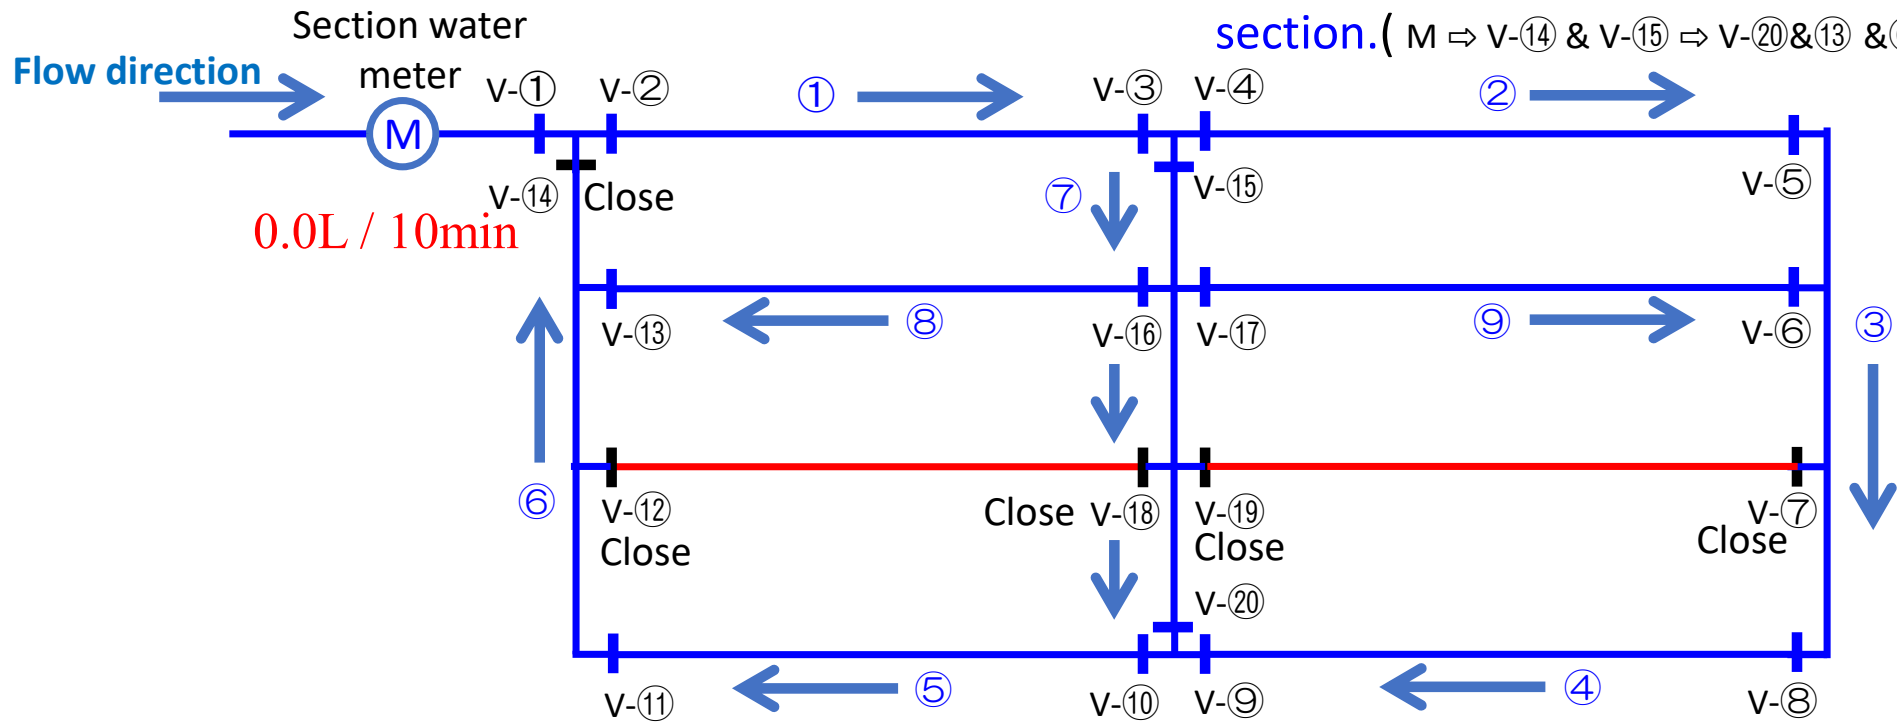 section.( M ⇨ V-⑭ & V-⑮ ⇨ V-⑳&⑬ &
Section water
meter
Flow direction
V-① V-② ① V-③ V-④ ②
M
V-⑭ Close ⑦ V-⑮ V-⑤
0.0L / 10min
V-⑬ ⑧ V-⑯ V-⑰ ⑨ V-⑥ ③
⑥ V-⑫ Close V-⑱ V-⑲ V-⑦
Close Close Close
V-⑳
V-⑪ ⑤ V-⑩ V-⑨ ④ V-⑧